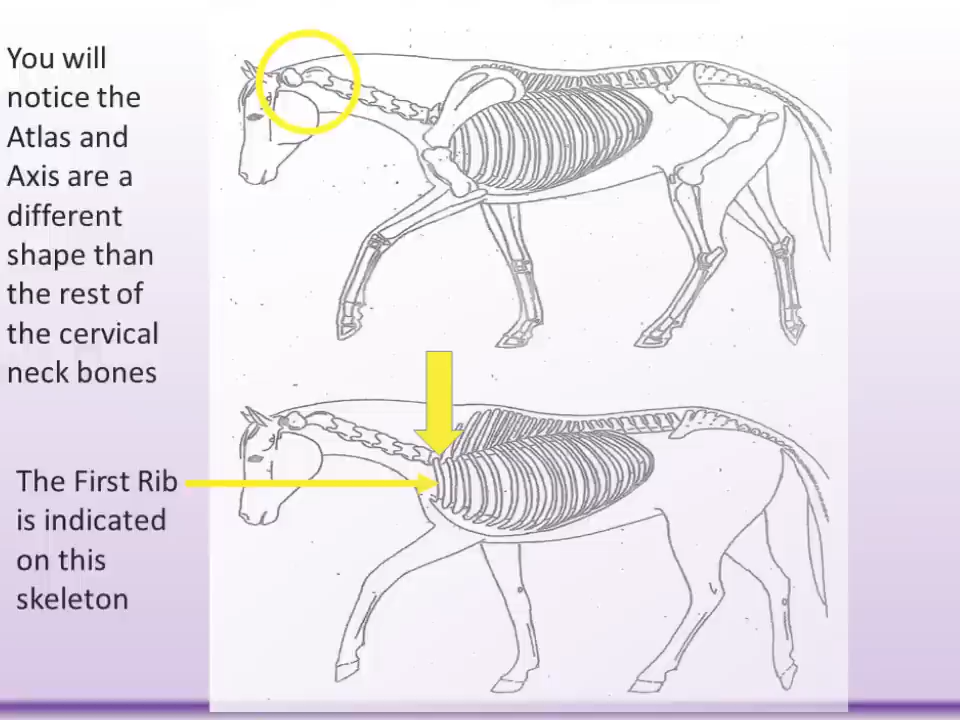 You will
notice the
Atlas and
Axis are a
different
shape than
the rest of
the cervical
neck bones
The First Rib
is indicated
on this
skeleton